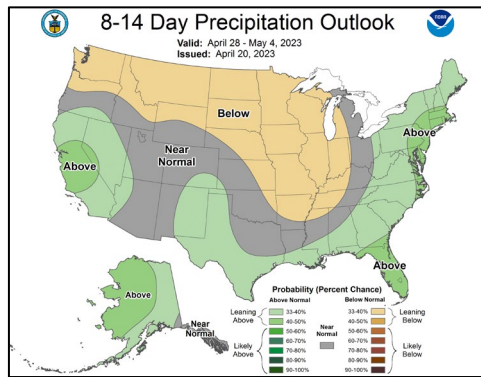 8-14 Day Precipitation Outlook
Valid: April 28 - May 4, 2023
Issued: April 20, 2023
Below
Near
Normal
Above
Above
Above
Above
Near
Normal
Probability (Percent Chance)
Above Normal
Below Normal
Leaning
Above
33-40%
40-50%
50-60%
Likely
Above
60-70%
70-80%
80-90%
90-100%
Near
Normal
33-40%
40-50%
50-60%
60-70%
70-80%
80-90%
90-100%
Leaning
Below
Likely
Below